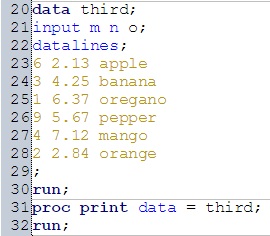 20 data third;
21 input m n o;
22 datalines;
23 6 2.13 apple
24 3 4.25 banana
25 1 6.37 oregano
26 9 5.67 pepper
27 4 7.12 mango
28 2 2.84 orange
29 ;
30 run;
31 proc print data = third;
32 run;